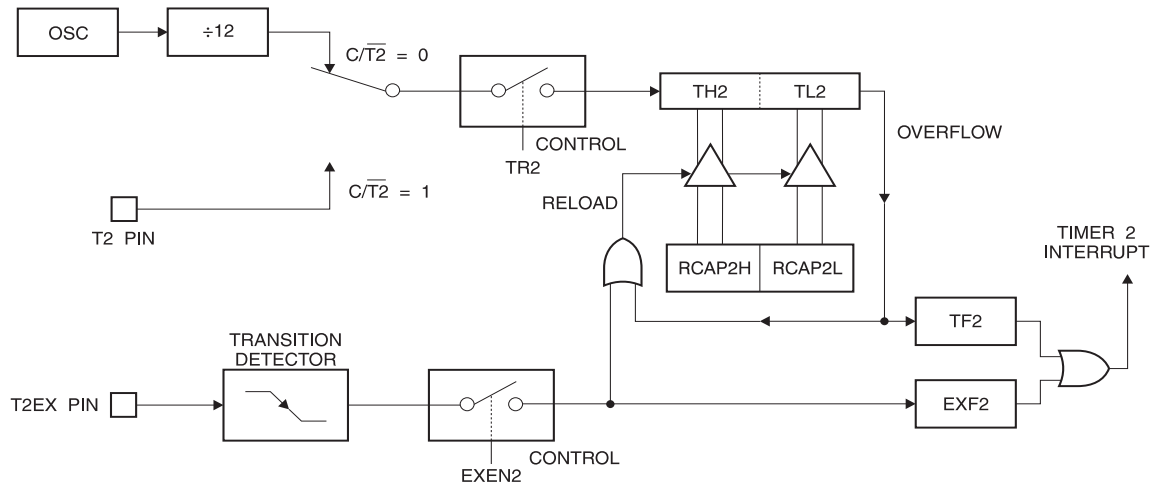 OSC
÷12
C/T2̅ = 0
TH2
TL2
OVERFLOW
CONTROL
TR2
C/T2̅ = 1
T2 PIN
RELOAD
RCAP2H
RCAP2L
TIMER 2
INTERRUPT
TF2
TRANSITION
DETECTOR
T2EX PIN
EXF2
CONTROL
EXEN2